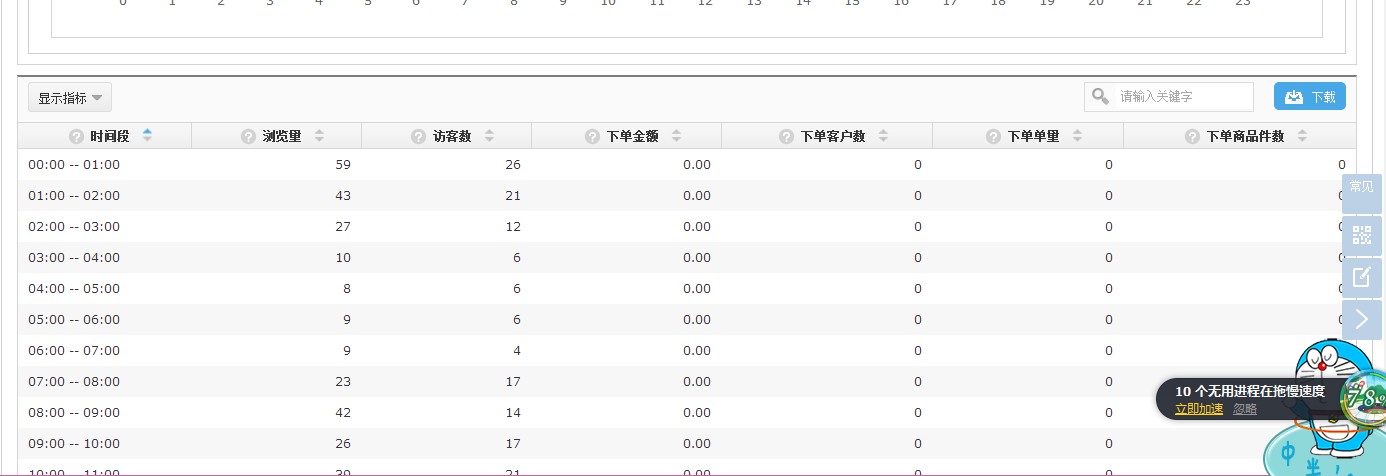 0 1 2 3 4 5 6 7 8 9 10 11 12 13 14 15 16 17 18 19 20 21 22 23
显示指标 请输入关键字 下载
时间段 浏览量 访客数 下单金额 下单客户数 下单单量 下单商品件数
00:00 -- 01:00 59 26 0.00 0 0 0
01:00 -- 02:00 43 21 0.00 0 0 0
常见
02:00 -- 03:00 27 12 0.00 0 0 0
03:00 -- 04:00 10 6 0.00 0 0 0
04:00 -- 05:00 8 6 0.00 0 0 0
05:00 -- 06:00 9 6 0.00 0 0 0
06:00 -- 07:00 9 4 0.00 0 0
07:00 -- 08:00 23 17 0.00 0 0
08:00 -- 09:00 42 14 0.00 0 0
09:00 -- 10:00 26 17 0.00 0 0
10:00 -- 11:00 39 21
10 个无用进程在拖慢速度
立即加速 忽略